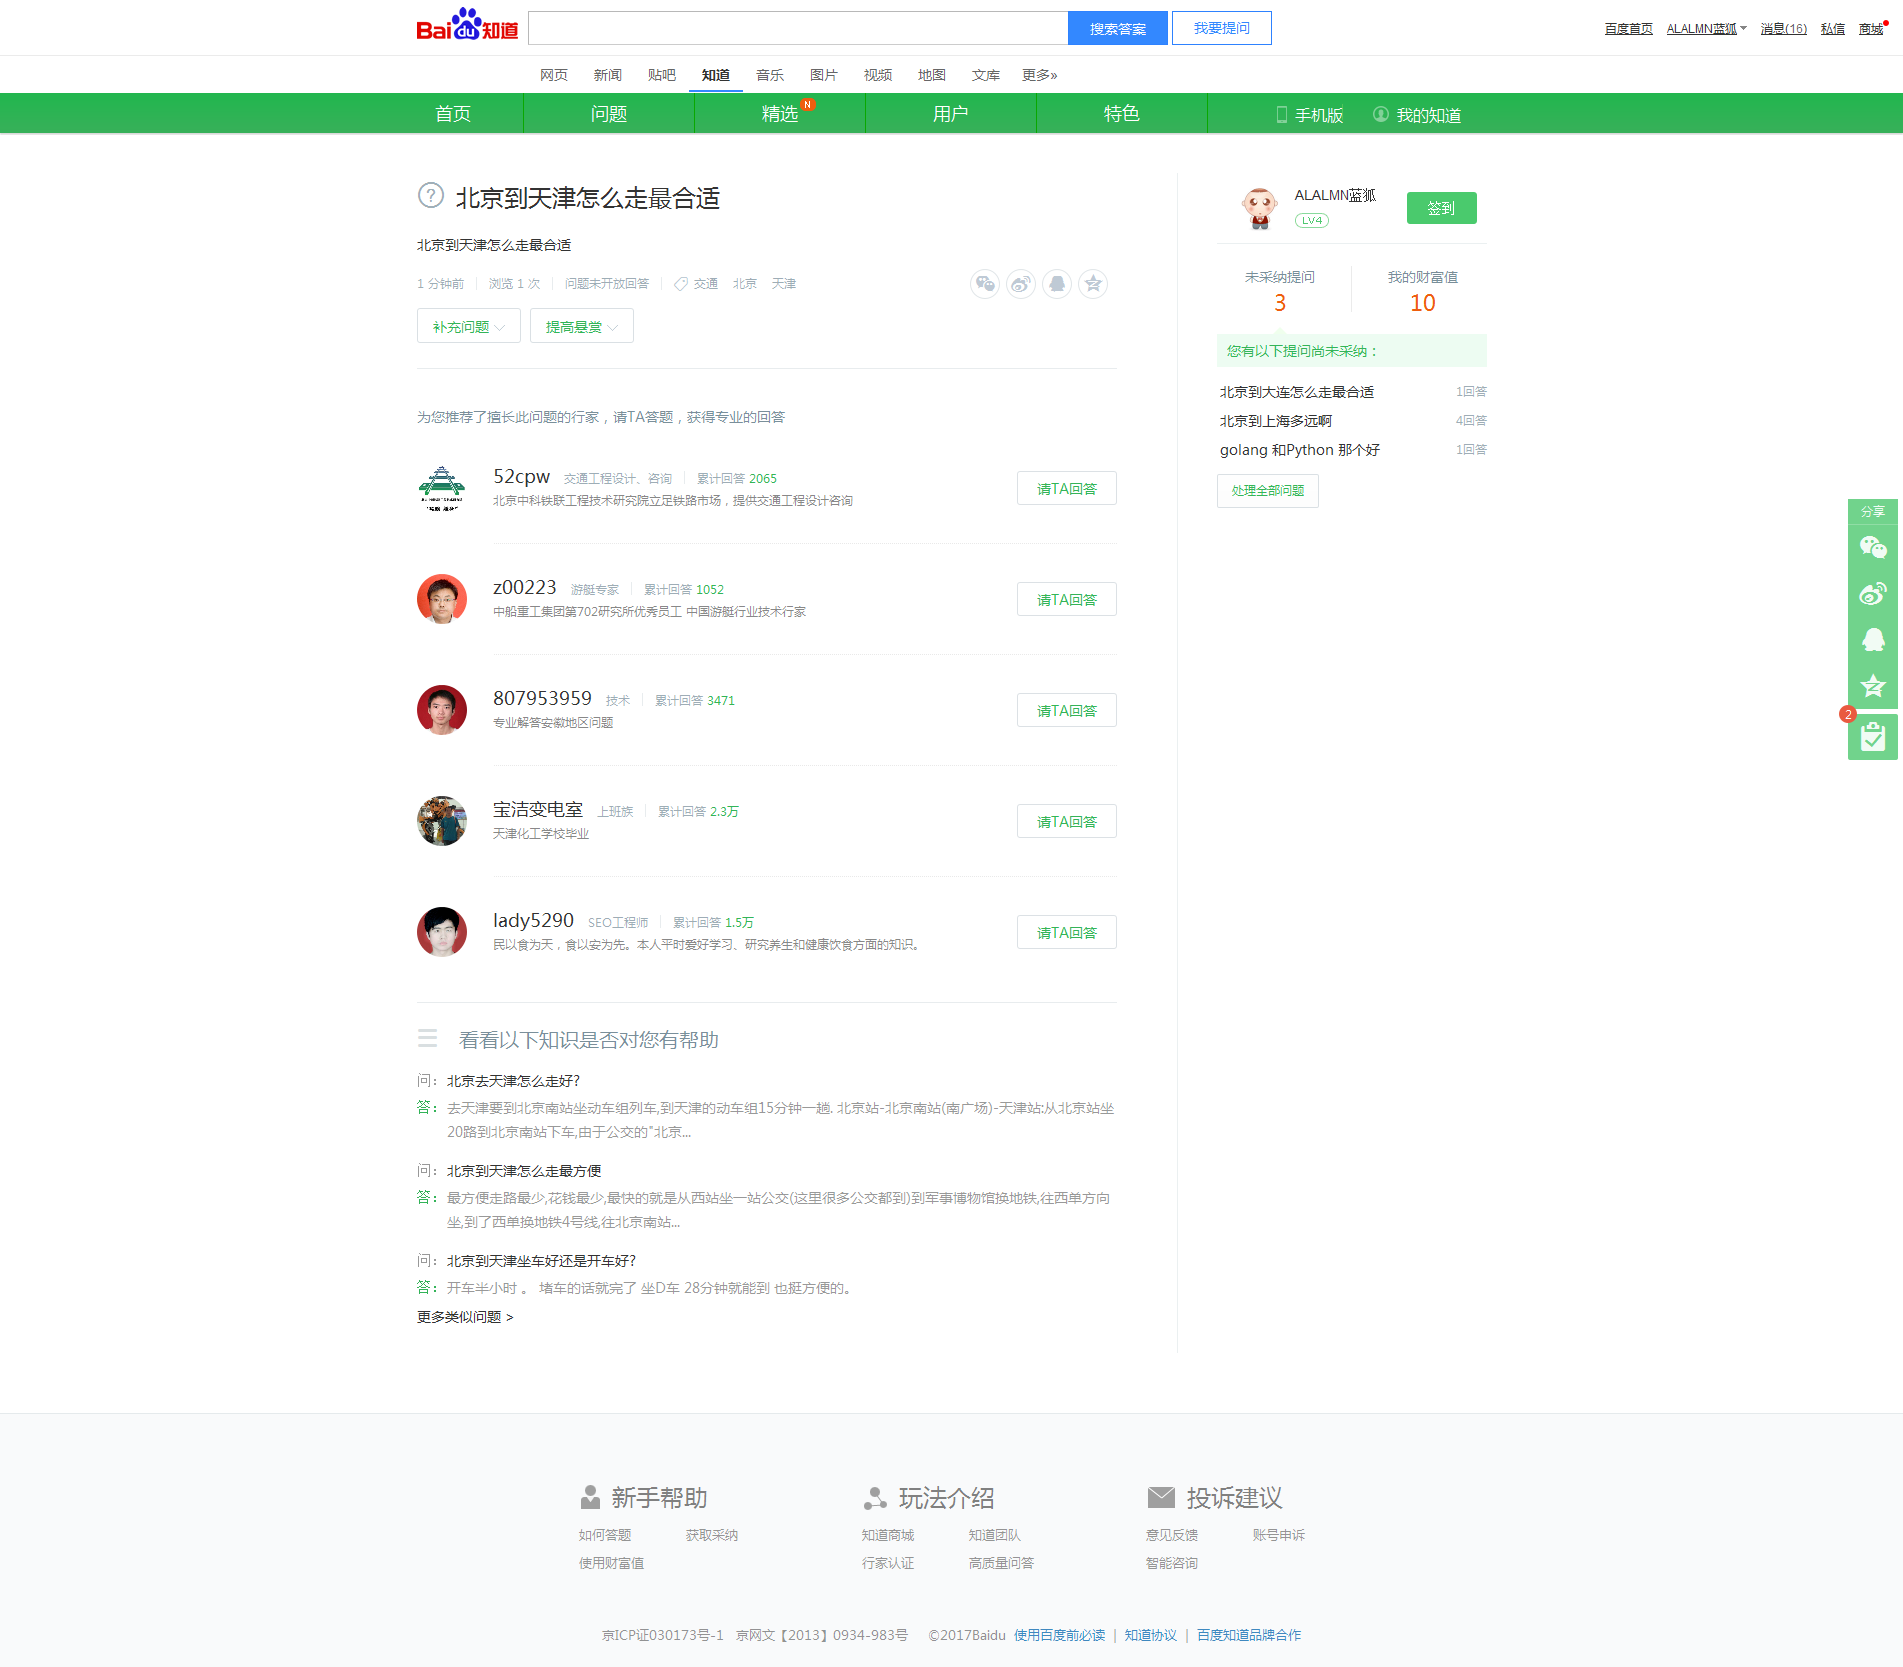 Bai du 知道
搜索答案
我要提问
百度首页 ALALMN蓝狐 消息(16) 私信 商城
网页 新闻 贴吧 知道 音乐 图片 视频 地图 文库 更多»
首页 问题 精选 N 用户 特色 手机版 我的知道
? 北京到天津怎么走最合适
北京到天津怎么走最合适
1 分钟前 浏览 1 次 问题未开放回答 交通 北京 天津
补充问题 提高悬赏
为您推荐了擅长此问题的行家，请TA答题，获得专业的回答
52cpw 交通工程设计、咨询 累计回答 2065
北京中科铁联工程技术研究院立足铁路市场，提供交通工程设计咨询
请TA回答
z00223 游艇专家 累计回答 1052
中船重工集团第702研究所优秀员工 中国游艇行业技术行家
请TA回答
807953959 技术 累计回答 3471
专业解答安徽地区问题
请TA回答
宝洁变电室 上班族 累计回答 2.3万
天津化工学校毕业
请TA回答
lady5290 SEO工程师 累计回答 1.5万
民以食为天，食以安为先。本人平时爱好学习、研究养生和健康饮食方面的知识。
请TA回答
看看以下知识是否对您有帮助
问： 北京去天津怎么走好?
答： 去天津要到北京南站坐动车组列车,到天津的动车组15分钟一趟. 北京站-北京南站(南广场)-天津站:从北京站坐
20路到北京南站下车,由于公交的"北京...
问： 北京到天津怎么走最方便
答： 最方便走路最少,花钱最少,最快的就是从西站坐一站公交(这里很多公交都到)到军事博物馆换地铁,往西单方向
坐,到了西单换地铁4号线,往北京南站...
问： 北京到天津坐车好还是开车好?
答： 开车半小时 。 堵车的话就完了 坐D车 28分钟就能到 也挺方便的。
更多类似问题 >
ALALMN蓝狐
LV4
签到
未采纳提问 我的财富值
3 10
您有以下提问尚未采纳：
北京到大连怎么走最合适 1回答
北京到上海多远啊 4回答
golang 和Python 那个好 1回答
处理全部问题
分享
2
新手帮助 玩法介绍 投诉建议
如何答题 获取采纳 知道商城 知道团队 意见反馈 账号申诉
使用财富值 行家认证 高质量问答 智能咨询
京ICP证030173号-1 京网文【2013】0934-983号 ©2017Baidu 使用百度前必读 | 知道协议 | 百度知道品牌合作